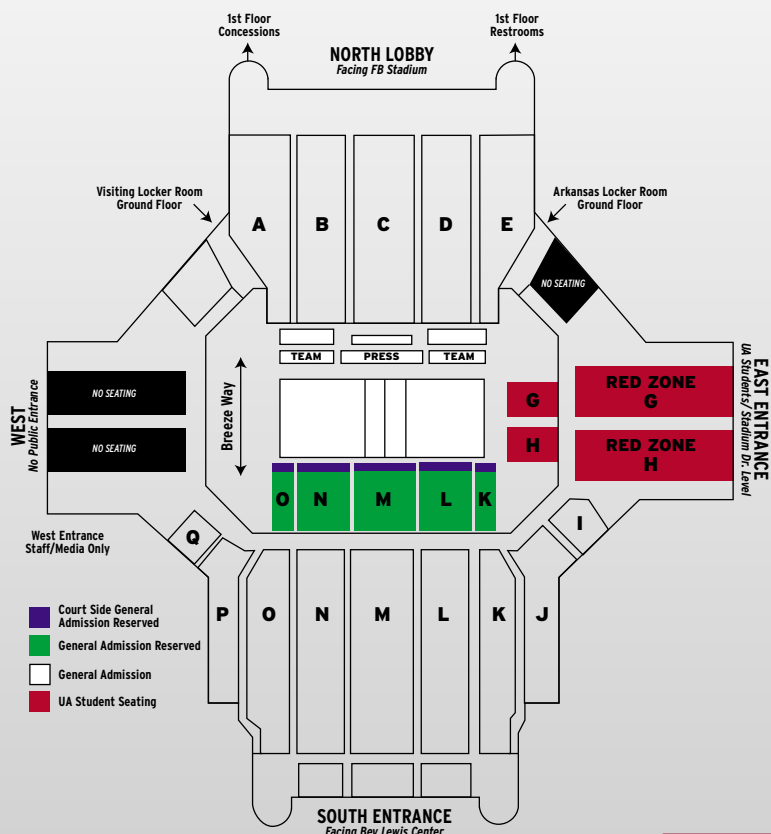 1st Floor
Concessions
1st Floor
Restrooms
NORTH LOBBY
Facing FB Stadium
Visiting Locker Room
Ground Floor
Arkansas Locker Room
Ground Floor
A
B
C
D
E
NO SEATING
TEAM
PRESS
TEAM
WEST
No Public Entrance
NO SEATING
NO SEATING
Breeze Way
G
H
RED ZONE
G
RED ZONE
H
EAST ENTRANCE
UA Students/ Stadium Dr. Level
O
N
M
L
K
West Entrance
Staff/Media Only
Q
I
P
O
N
M
L
K
J
Court Side General
Admission Reserved
General Admission Reserved
General Admission
UA Student Seating
SOUTH ENTRANCE
Facing Bev Lewis Center